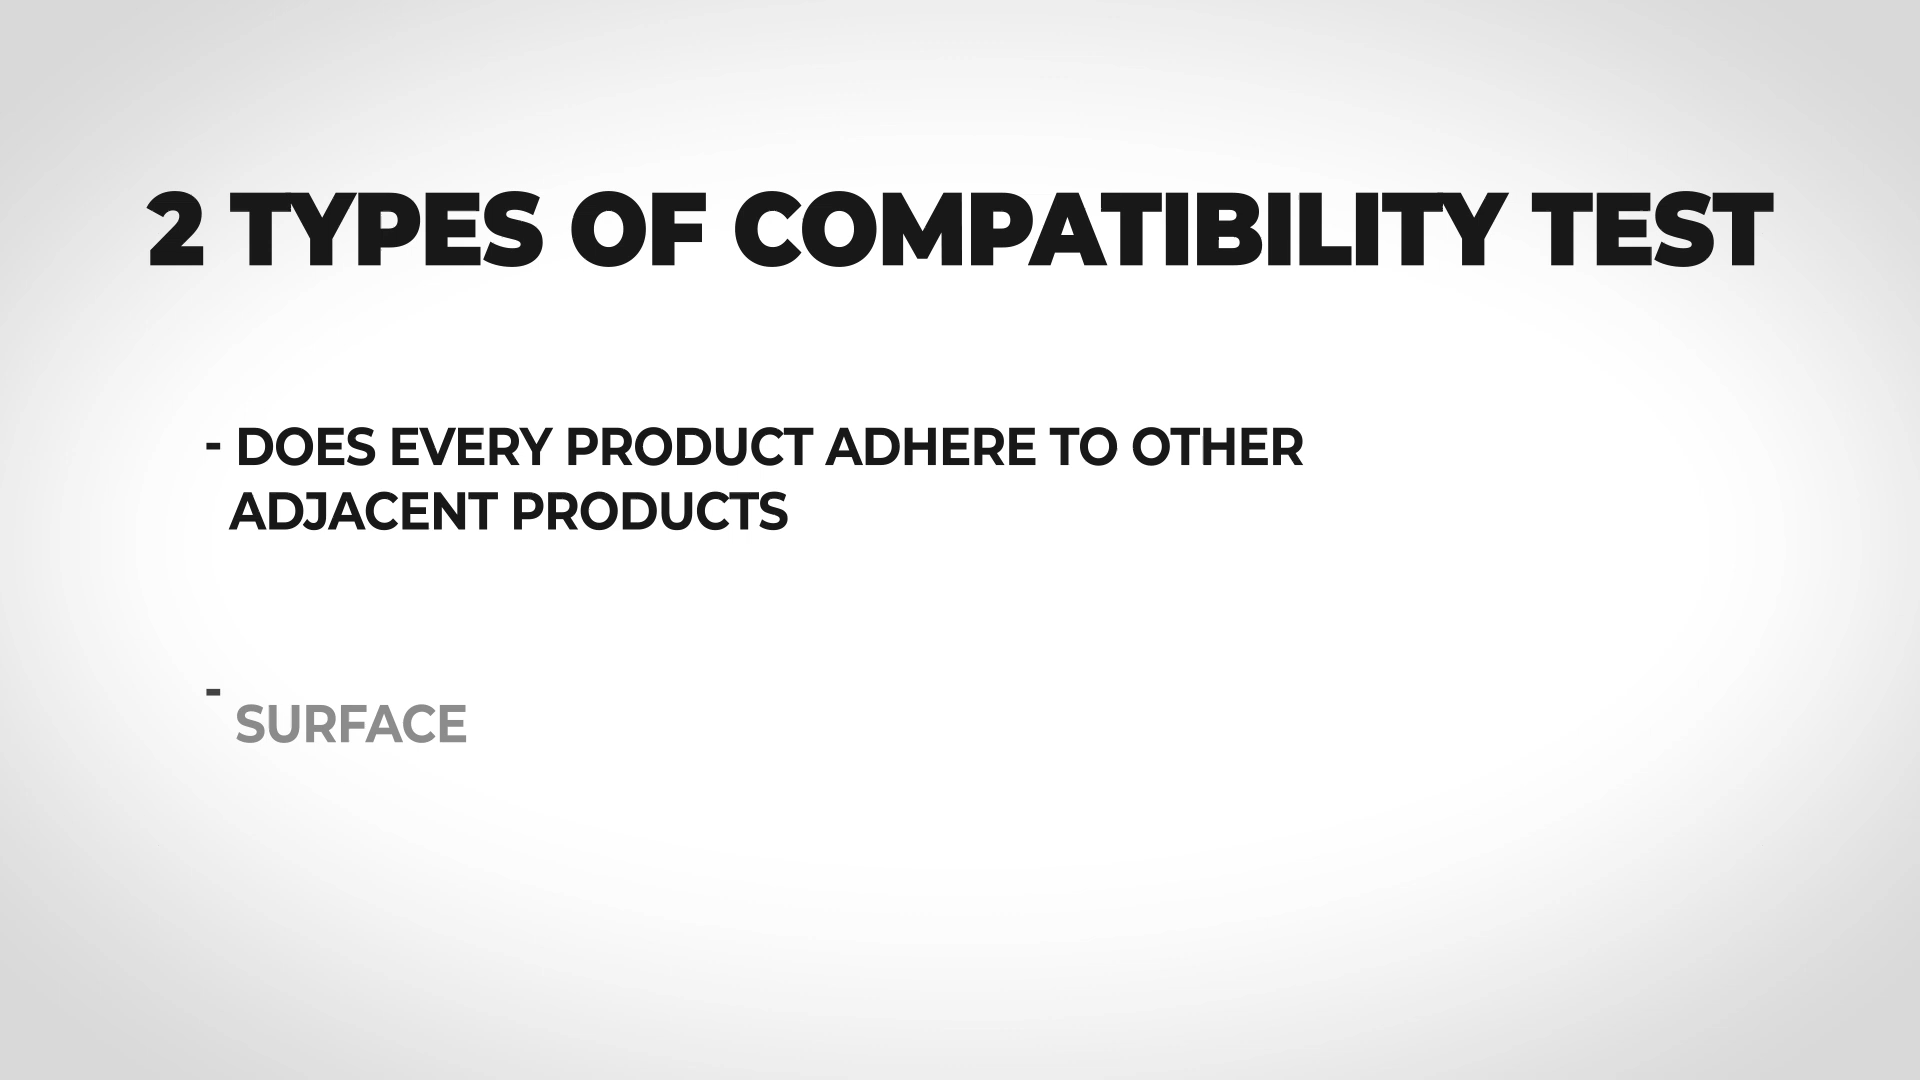 2 TYPES OF COMPATIBILITY TEST
- DOES EVERY PRODUCT ADHERE TO OTHER
ADJACENT PRODUCTS
- SURFACE